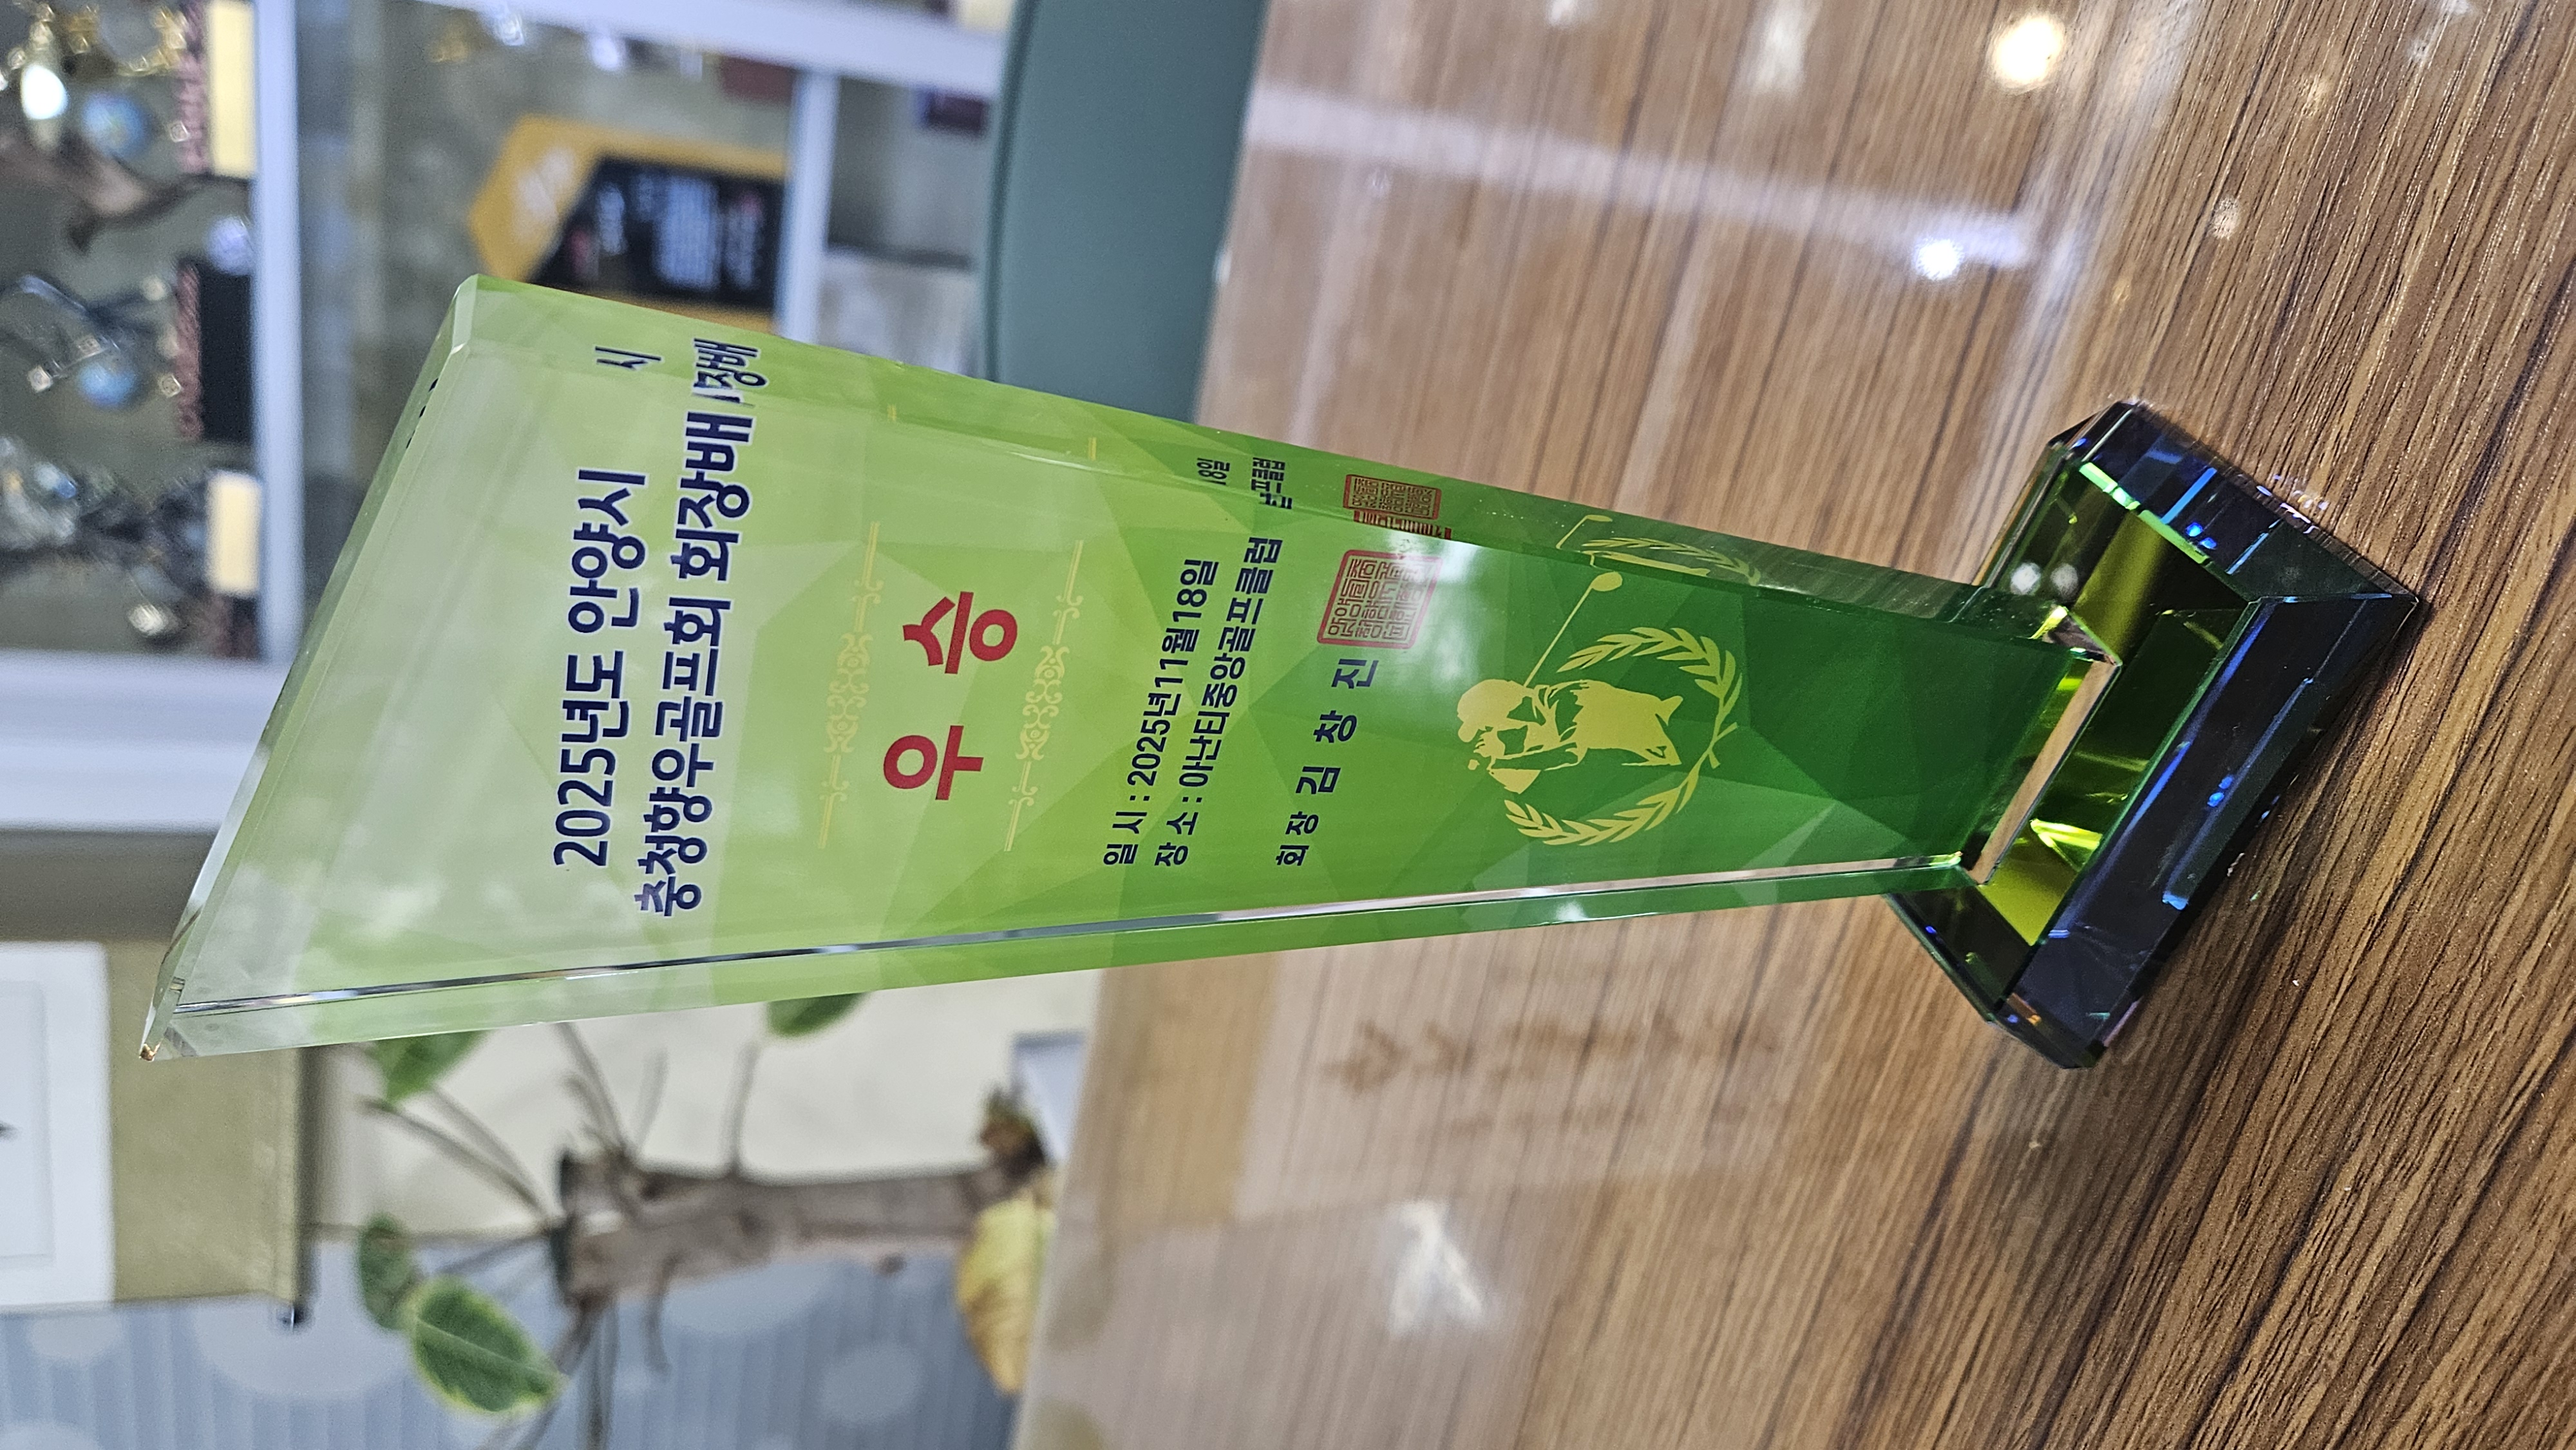 2025년도 안양시
충청향우골프회 회장배
우 승
일 시 : 2025년11월18일
장 소 : 아난티중앙골프클럽
회 장 김 창 진